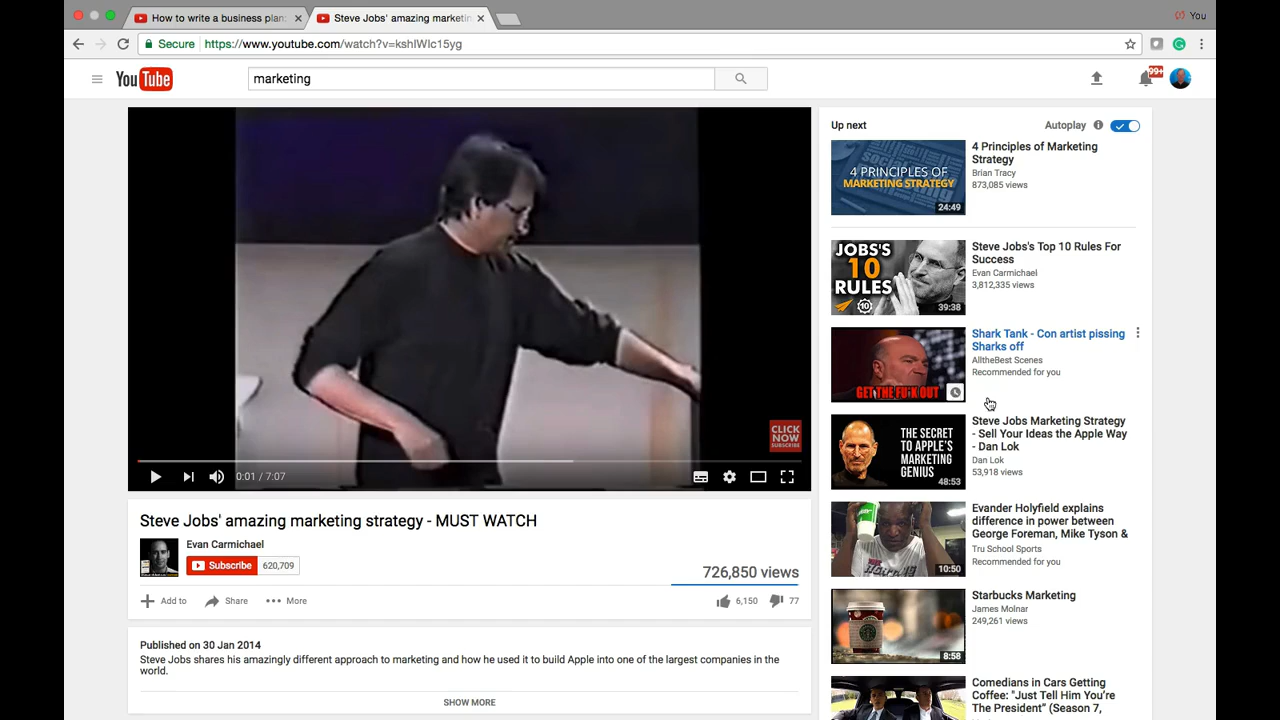 How to write a business plan:
Steve Jobs' amazing marketin
You
Secure
https://www.youtube.com/watch?v=kshIWIc15yg
YouTube
marketing
99+
Up next
Autoplay
4 PRINCIPLES OF
MARKETING STRATEGY
24:49
4 Principles of Marketing
Strategy
Brian Tracy
873,085 views
JOBS'S
10
RULES
10
39:38
Steve Jobs's Top 10 Rules For
Success
Evan Carmichael
3,812,335 views
GET THE FU!K OUT
Shark Tank - Con artist pissing
Sharks off
AlltheBest Scenes
Recommended for you
THE SECRET
TO APPLE'S
MARKETING
GENIUS
48:53
Steve Jobs Marketing Strategy
- Sell Your Ideas the Apple Way
- Dan Lok
Dan Lok
53,918 views
10:50
Evander Holyfield explains
difference in power between
George Foreman, Mike Tyson &
Tru School Sports
Recommended for you
8:58
Starbucks Marketing
James Molnar
249,261 views
Comedians in Cars Getting
Coffee: "Just Tell Him You're
The President" (Season 7,
CLICK
NOW
SUBSCRIBE
0:01 / 7:07
Steve Jobs' amazing marketing strategy - MUST WATCH
Evan Carmichael
Subscribe
620,709
726,850 views
Add to
Share
More
6,150
77
Published on 30 Jan 2014
Steve Jobs shares his amazingly different approach to marketing and how he used it to build Apple into one of the largest companies in the
world.
SHOW MORE